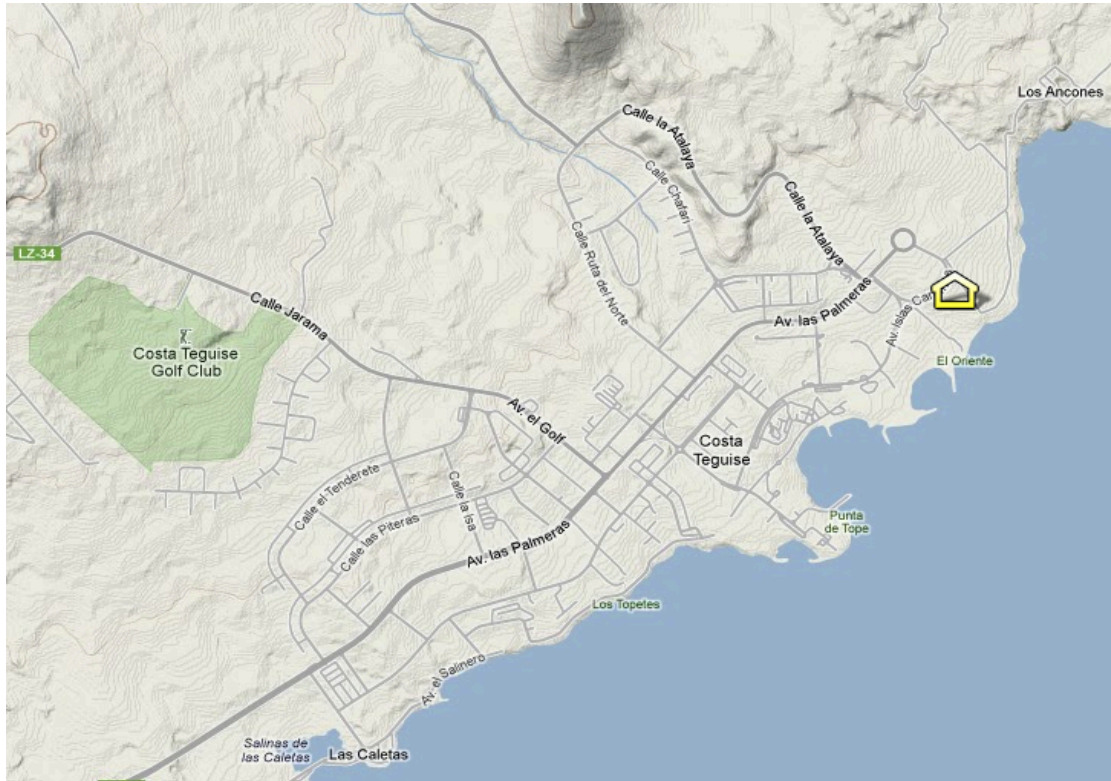 Los Ancones
Calle la Atalaya
Calle Chafari
Calle la Atalaya
Calle Ruta del Norte
LZ-34
Calle Jarama
Av. las Palmeras
Av. Islas
Costa Teguise
Golf Club
El Oriente
Av. el Golf
Costa
Teguise
Calle el Tenderete
Calle la Isa
Calle las Piteras
Punta
de Tope
Av. las Palmeras
Los Topetes
Av. el Salinero
Salinas de
las Caletas
Las Caletas